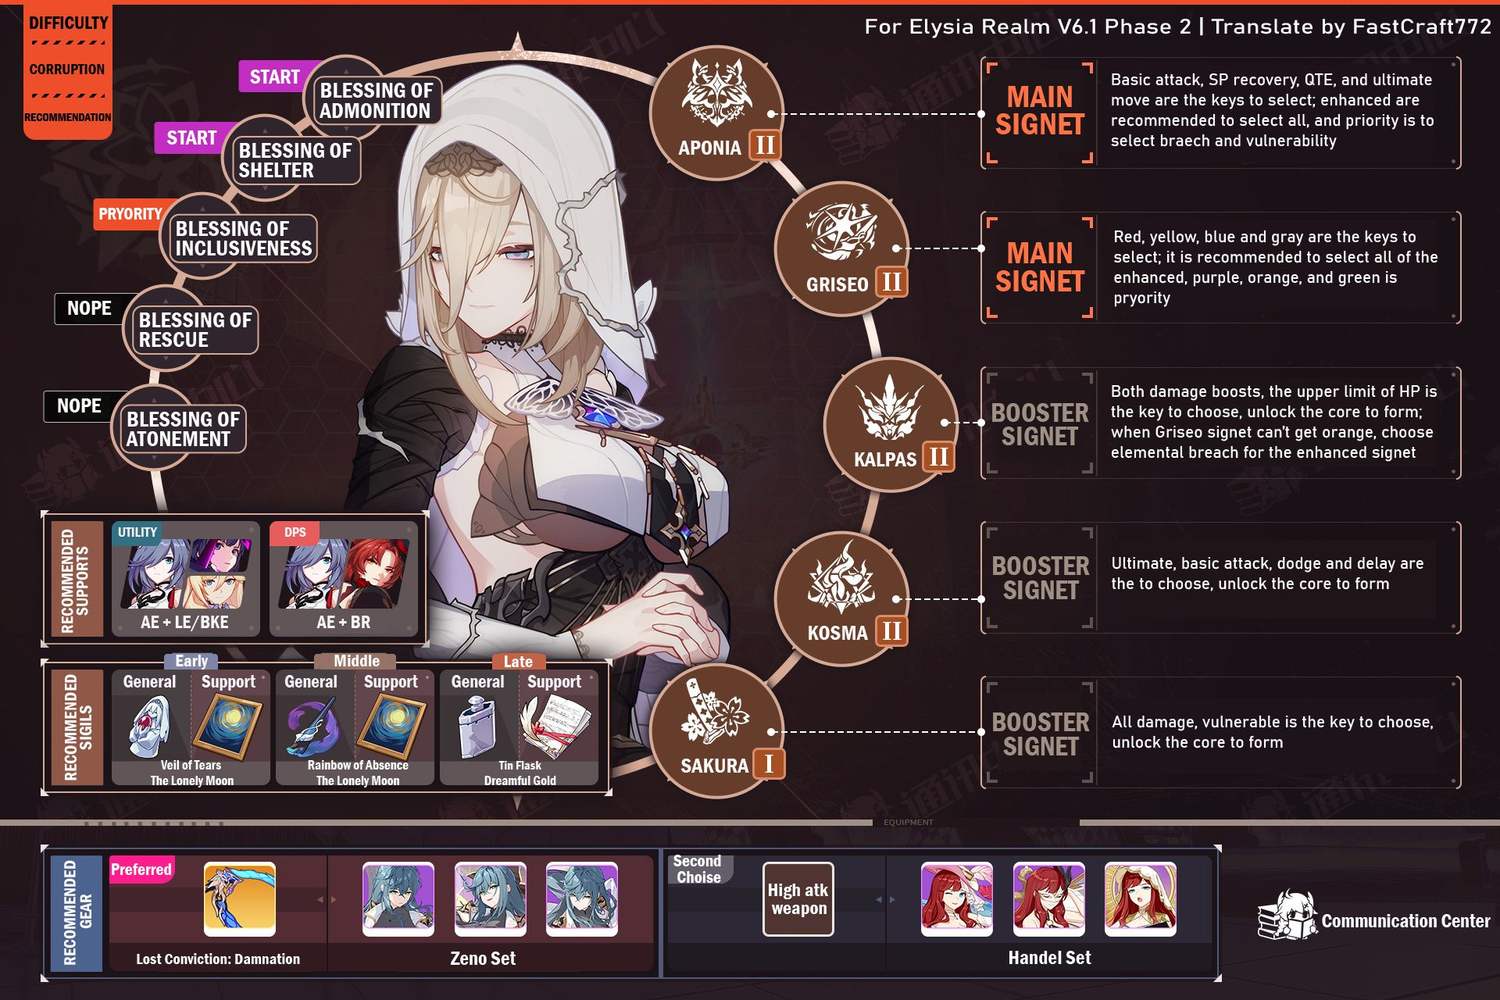 DIFFICULTY
CORRUPTION
RECOMMENDATION
For Elysia Realm V6.1 Phase 2 | Translate by FastCraft772
START
BLESSING OF
ADMONITION
START
BLESSING OF
SHELTER
PRYORITY
BLESSING OF
INCLUSIVENESS
NOPE
BLESSING OF
RESCUE
NOPE
BLESSING OF
ATONEMENT
APONIA II
MAIN
SIGNET
Basic attack, SP recovery, QTE, and ultimate
move are the keys to select; enhanced are
recommended to select all, and priority is to
select braech and vulnerability
GRISEO II
MAIN
SIGNET
Red, yellow, blue and gray are the keys to
select; it is recommended to select all of the
enhanced, purple, orange, and green is
pryority
KALPAS II
BOOSTER
SIGNET
Both damage boosts, the upper limit of HP is
the key to choose, unlock the core to form;
when Griseo signet can't get orange, choose
elemental breach for the enhanced signet
KOSMA II
BOOSTER
SIGNET
Ultimate, basic attack, dodge and delay are
the to choose, unlock the core to form
SAKURA I
BOOSTER
SIGNET
All damage, vulnerable is the key to choose,
unlock the core to form
RECOMMENDED
SUPPORTS
UTILITY
AE + LE/BKE
DPS
AE + BR
RECOMMENDED
SIGILS
Early
General Support
Veil of Tears
The Lonely Moon
Middle
General Support
Rainbow of Absence
The Lonely Moon
Late
General Support
Tin Flask
Dreamful Gold
EQUIPMENT
RECOMMENDED
GEAR
Preferred
Lost Conviction: Damnation
Zeno Set
Second
Choise
High atk
weapon
Handel Set
Communication Center